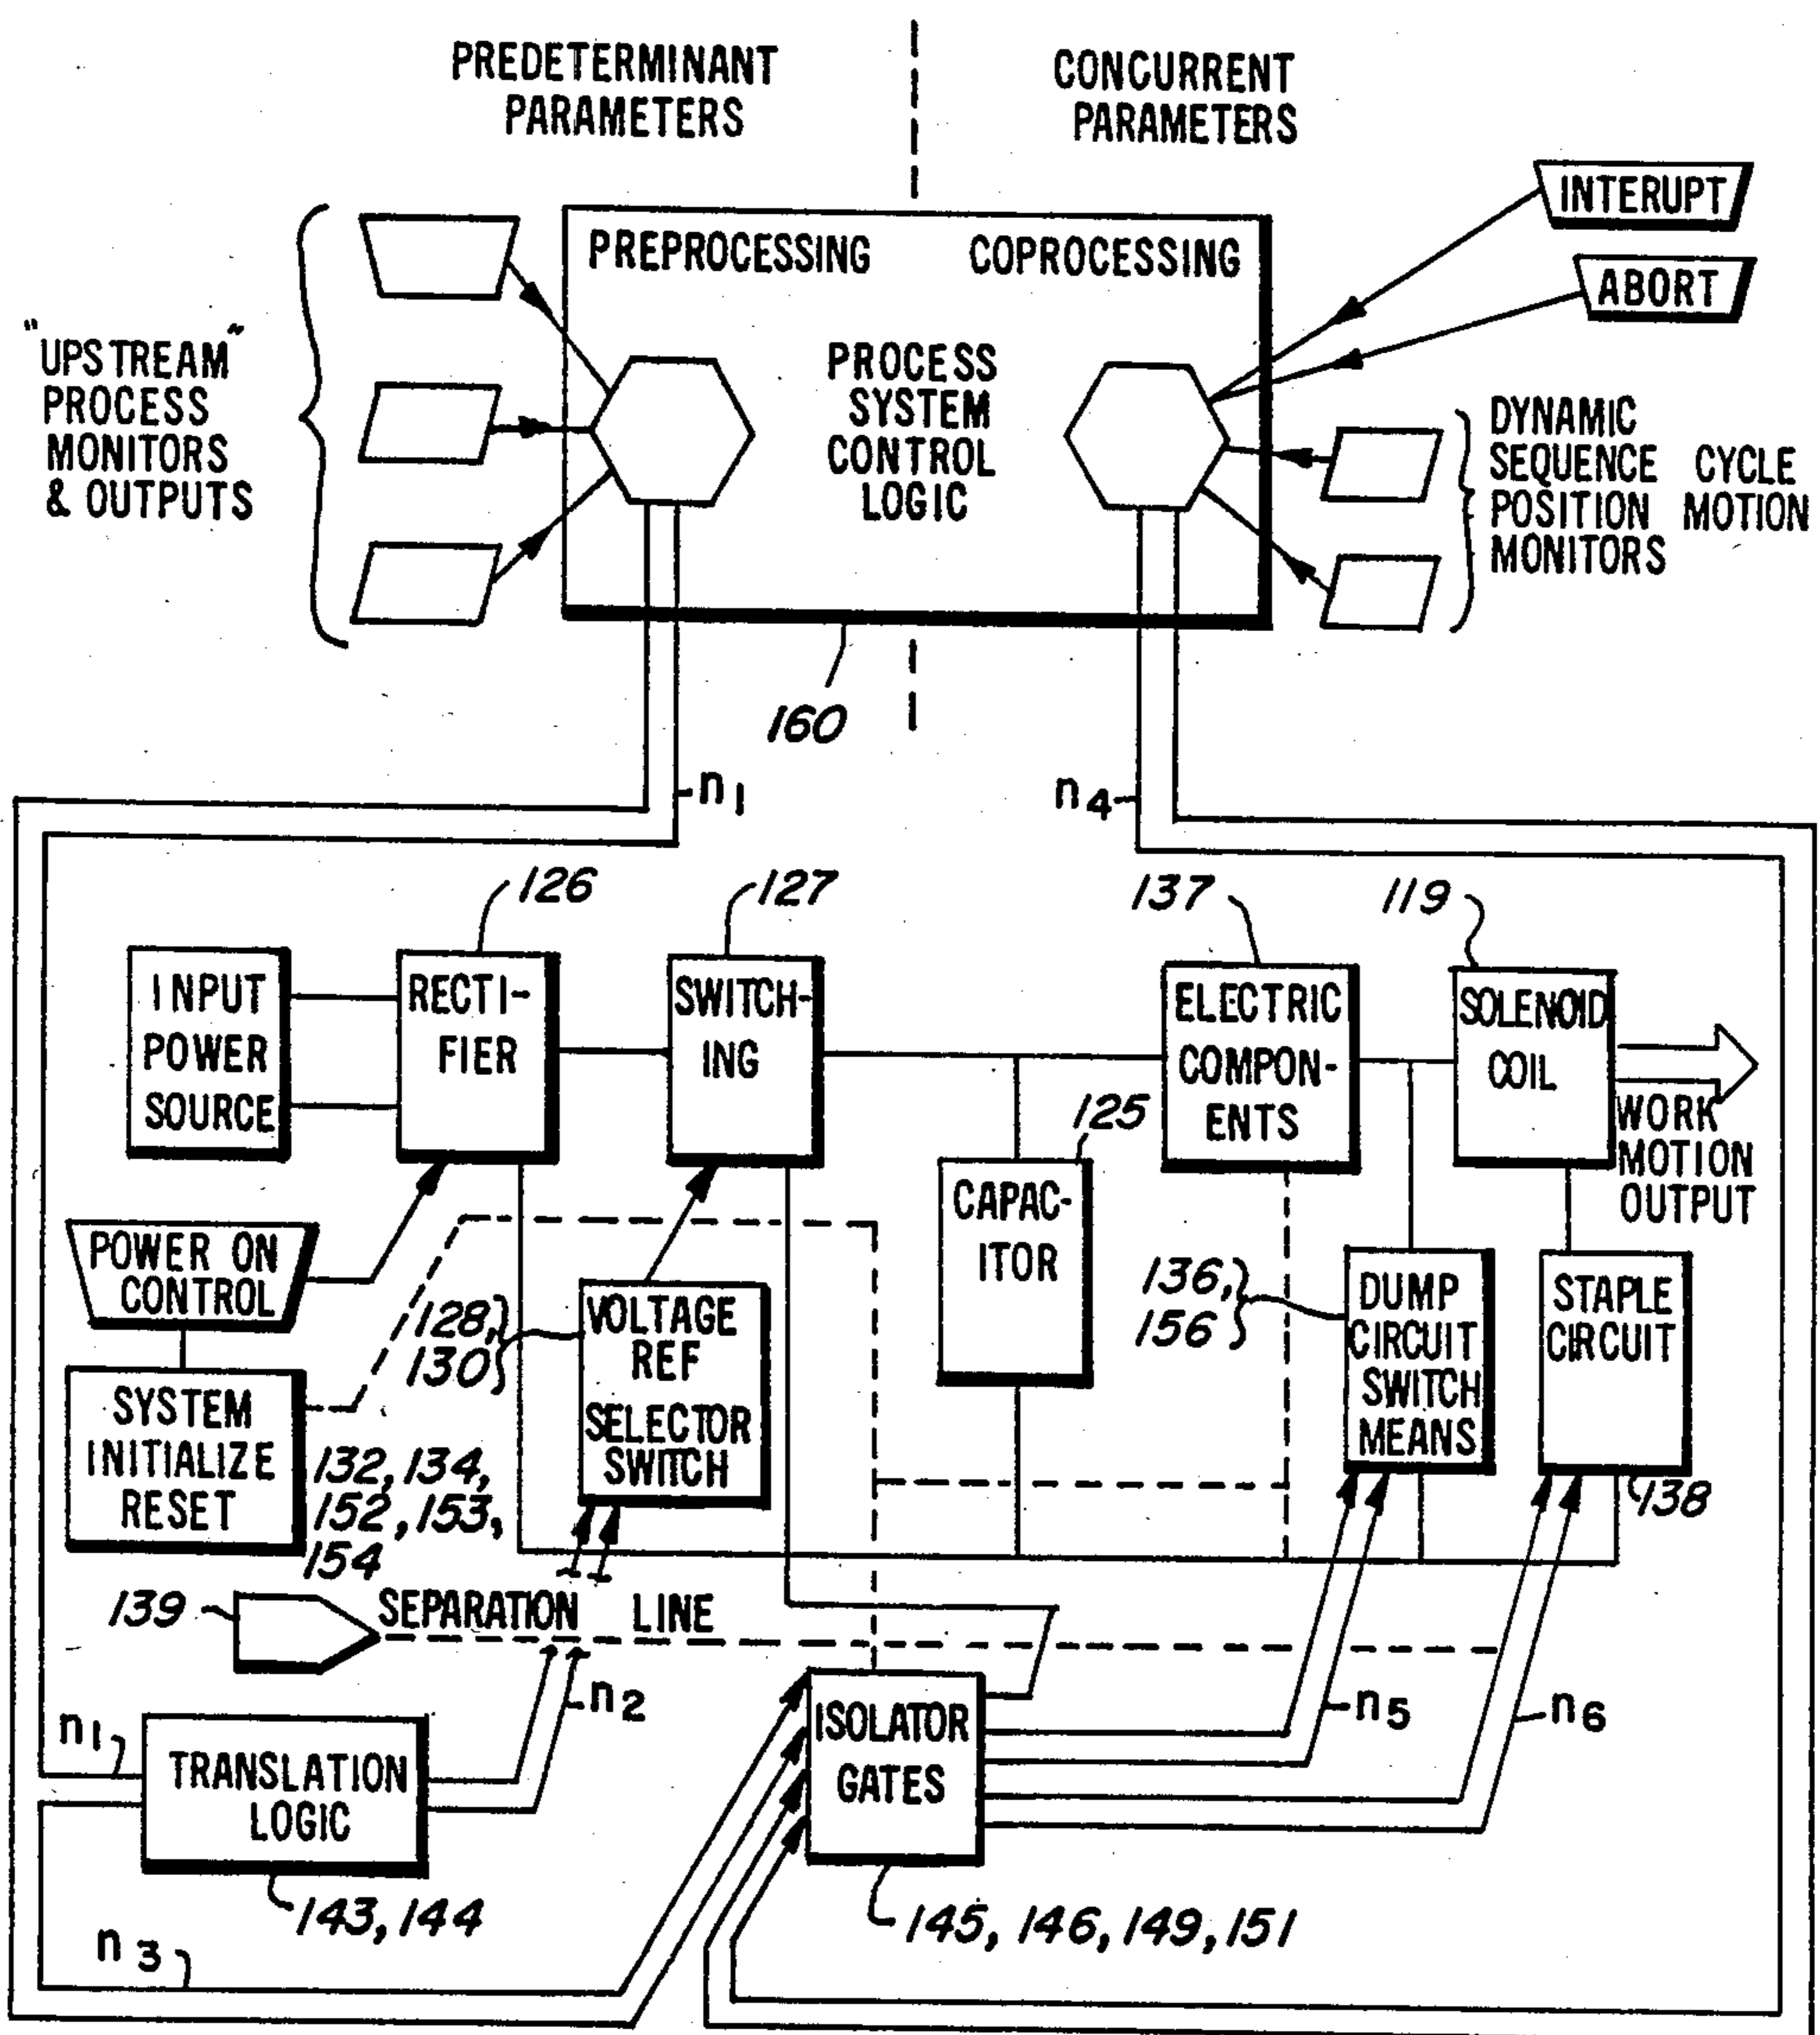 PREDETERMINANT
PARAMETERS
CONCURRENT
PARAMETERS
INTERUPT
ABORT
PREPROCESSING
COPROCESSING
"UPSTREAM"
PROCESS
MONITORS
& OUTPUTS
PROCESS
SYSTEM
CONTROL
LOGIC
DYNAMIC
SEQUENCE CYCLE
POSITION MOTION
MONITORS
160
n1
n4
126
127
137
119
INPUT
POWER
SOURCE
RECTI-
FIER
SWITCH-
ING
ELECTRIC
COMPON-
ENTS
SOLENOID
COIL
WORK
MOTION
OUTPUT
125
CAPAC-
ITOR
POWER ON
CONTROL
128,
130
VOLTAGE
REF
SELECTOR
SWITCH
136,
156
DUMP
CIRCUIT
SWITCH
MEANS
STAPLE
CIRCUIT
138
SYSTEM
INITIALIZE
RESET
132, 134,
152, 153,
154
139
SEPARATION LINE
n2
n1
TRANSLATION
LOGIC
143, 144
n3
ISOLATOR
GATES
145, 146, 149, 151
n5
n6